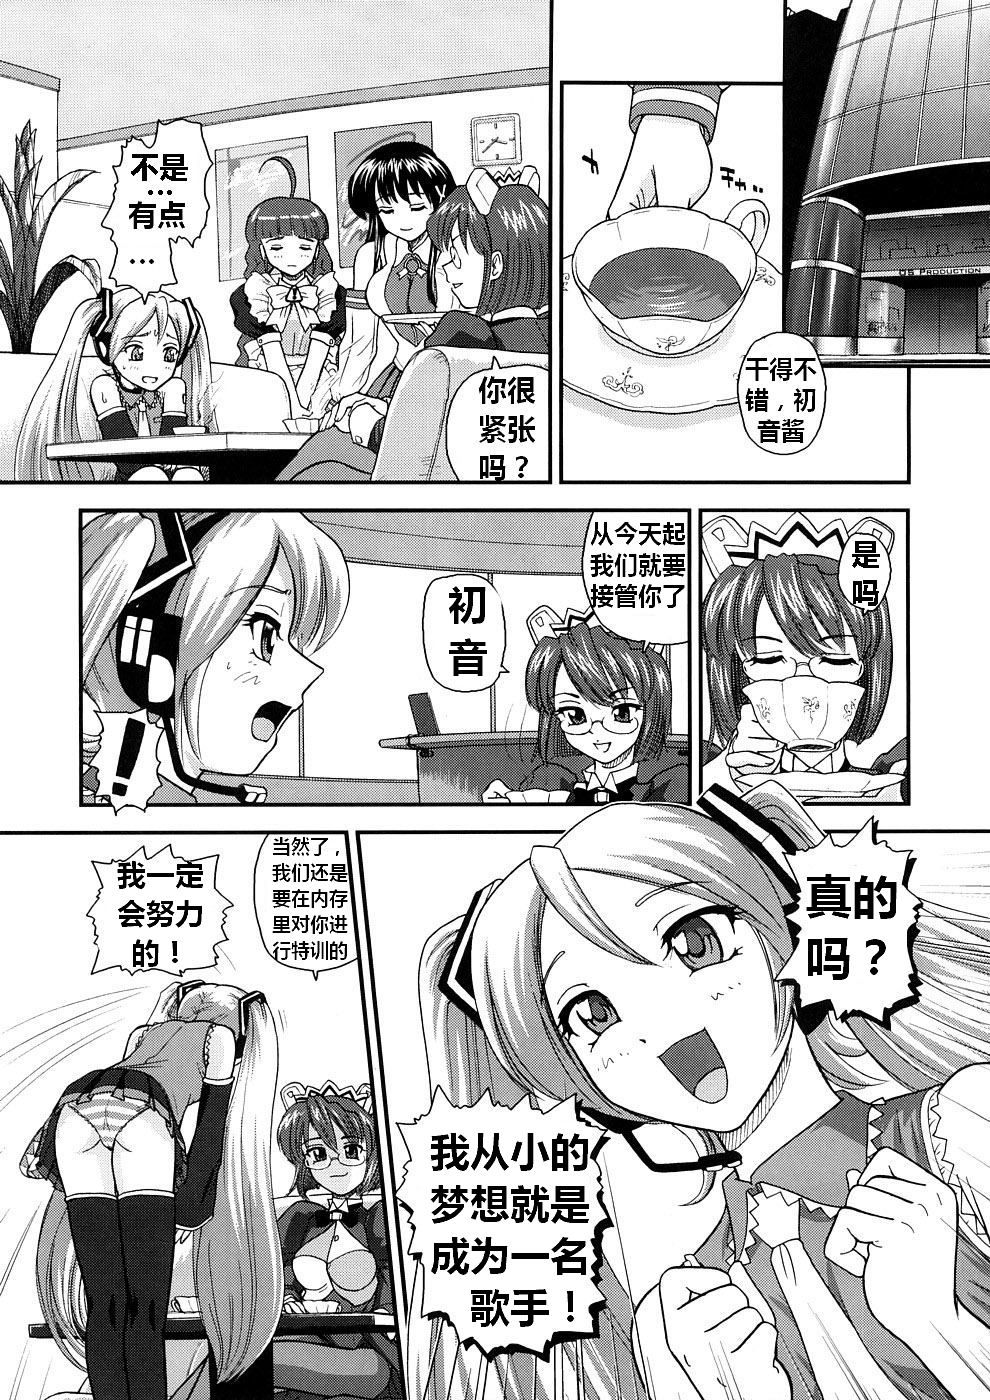 OS PRODUCTION
干得不
错，初
音酱
チャ
你很
紧张
吗？
不是
...
有点
...
是
吗
从今天起
我们就要
接管你了
初
音
！
真的
吗？
我从小的
梦想就是
成为一名
歌手！
当然了，
我们还是
要在内存
里对你进
行特训的
我一定
会努力
的！